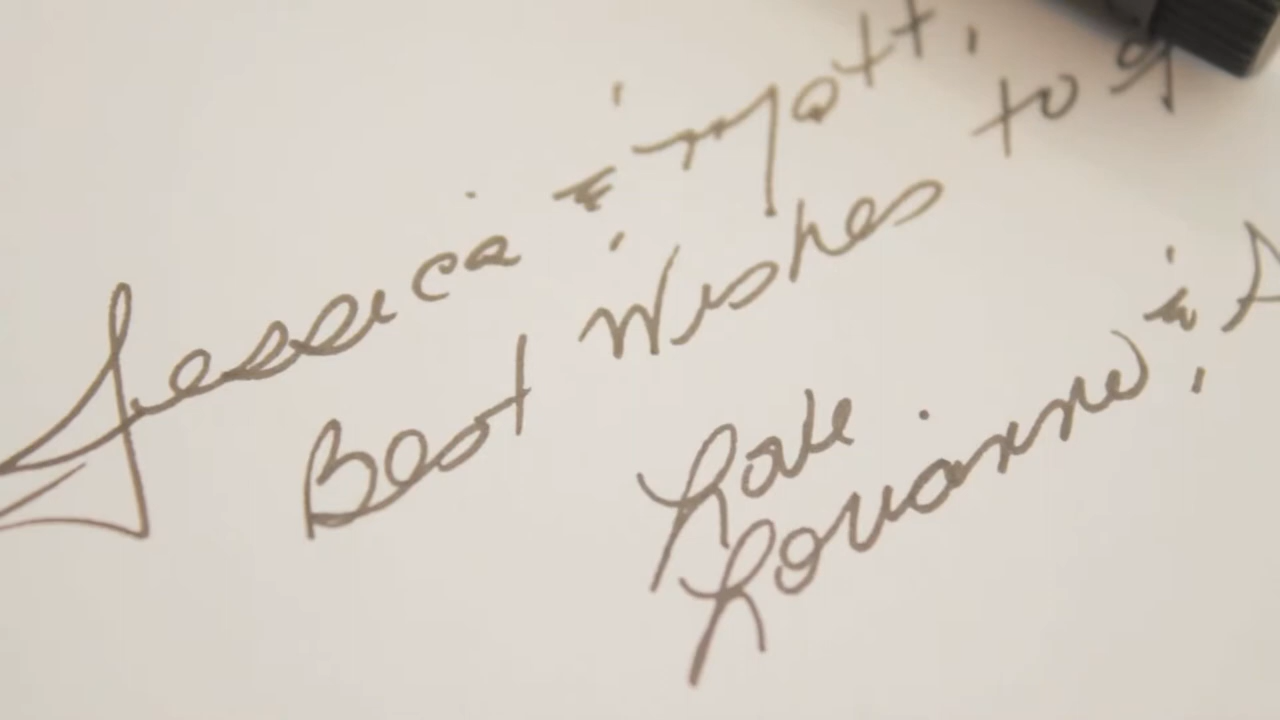 Jessica & Matt,
Best Wishes to
Love
Lorianne &